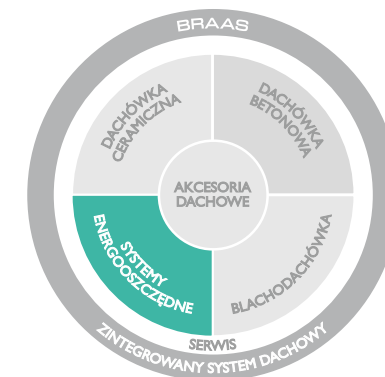 BRAAS
DACHÓWKA
CERAMICZNA
DACHÓWKA
BETONOWA
AKCESORIA
DACHOWE
SYSTEMY
ENERGOOSZCZĘDNE
BLACHODACHÓWKA
SERWIS
ZINTEGROWANY SYSTEM DACHOWY